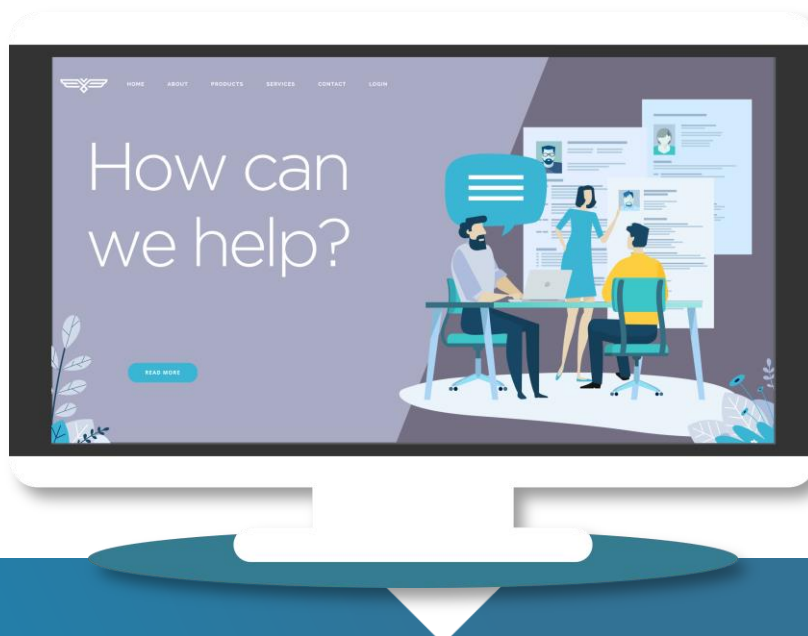 HOME ABOUT PRODUCTS SERVICES CONTACT LOGIN
How can
we help?
READ MORE